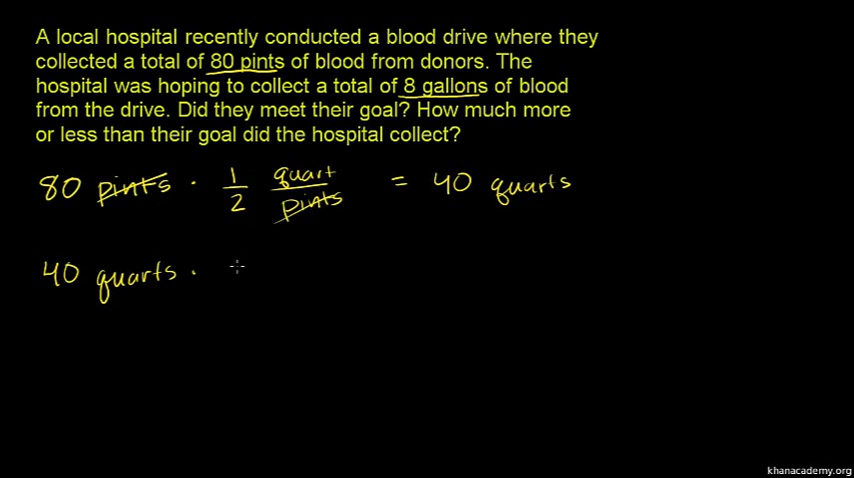 A local hospital recently conducted a blood drive where they
collected a total of 80 pints of blood from donors. The
hospital was hoping to collect a total of 8 gallons of blood
from the drive. Did they meet their goal? How much more
or less than their goal did the hospital collect?
80 pints · 1/2 quart/pints = 40 quarts
40 quarts ·
khanacademy.org